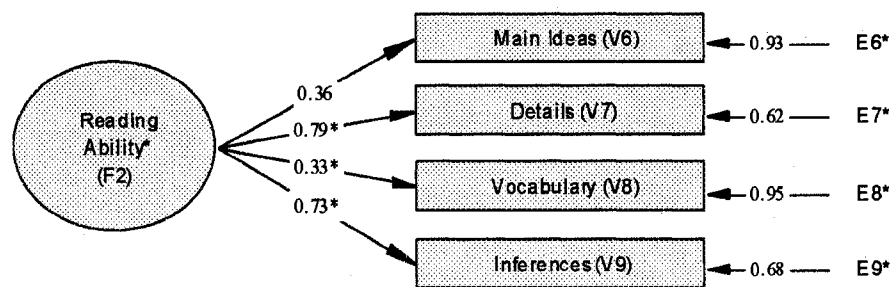 Main Ideas (V6)
0.93
E6*
0.36
Reading
Ability*
(F2)
Details (V7)
0.62
E7*
0.79*
0.33*
Vocabulary (V8)
0.95
E8*
0.73*
Inferences (V9)
0.68
E9*